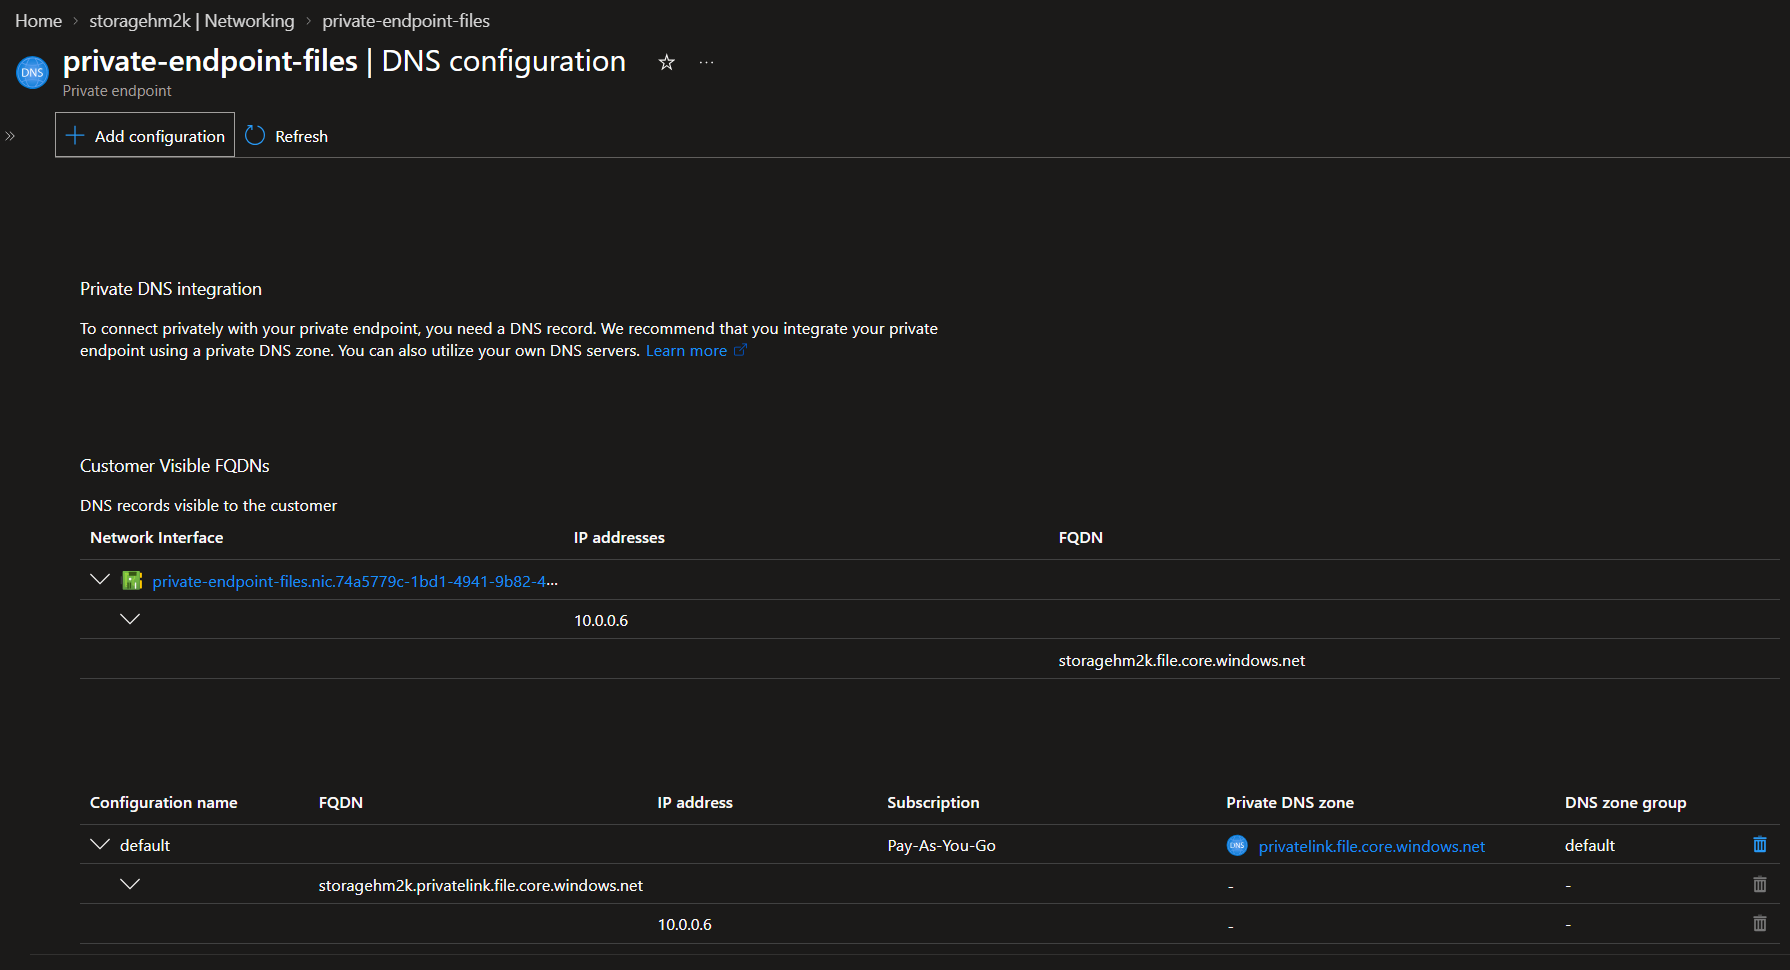 Home > storagehm2k | Networking > private-endpoint-files
DNS
private-endpoint-files | DNS configuration
Private endpoint
Add configuration
Refresh
Private DNS integration
To connect privately with your private endpoint, you need a DNS record. We recommend that you integrate your private
endpoint using a private DNS zone. You can also utilize your own DNS servers. Learn more
Customer Visible FQDNs
DNS records visible to the customer
Network Interface IP addresses FQDN
private-endpoint-files.nic.74a5779c-1bd1-4941-9b82-4...
10.0.0.6
storagehm2k.file.core.windows.net
Configuration name FQDN IP address Subscription Private DNS zone DNS zone group
default Pay-As-You-Go DNS privatelink.file.core.windows.net default
storagehm2k.privatelink.file.core.windows.net - -
10.0.0.6 - -